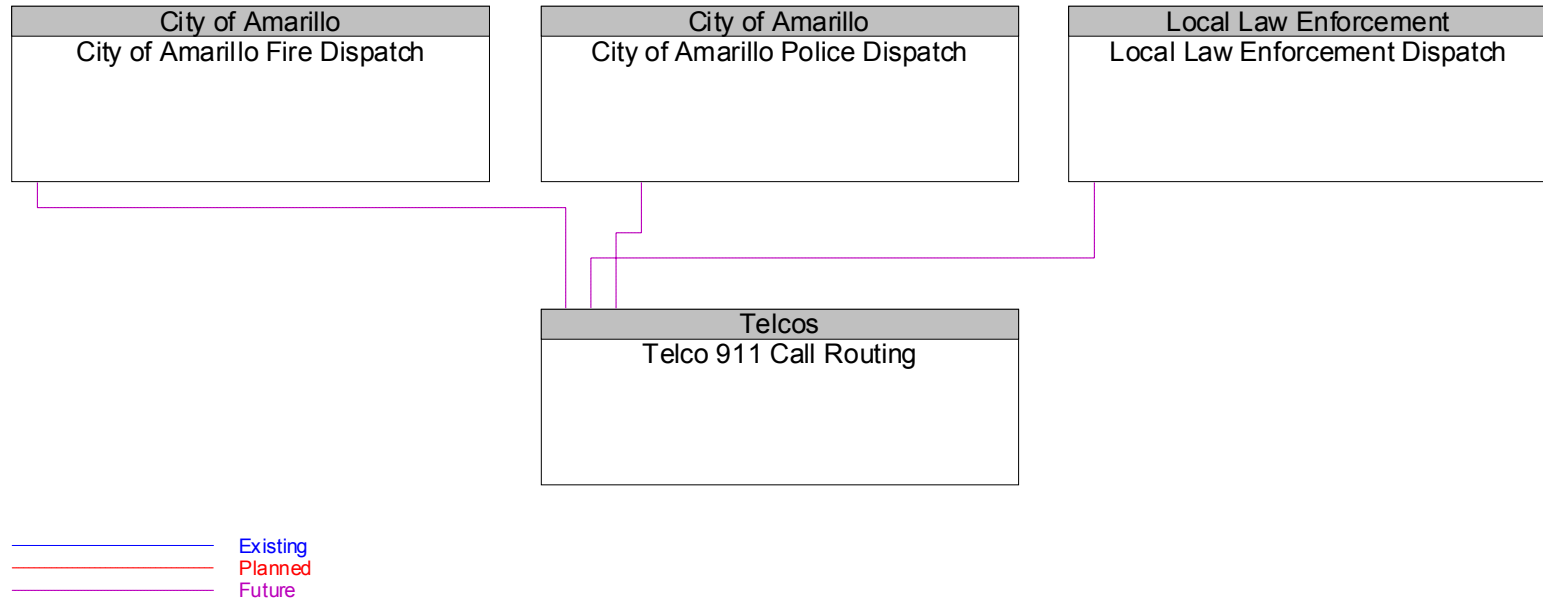 City of Amarillo
City of Amarillo Fire Dispatch
City of Amarillo
City of Amarillo Police Dispatch
Local Law Enforcement
Local Law Enforcement Dispatch
Telcos
Telco 911 Call Routing
Existing
Planned
Future